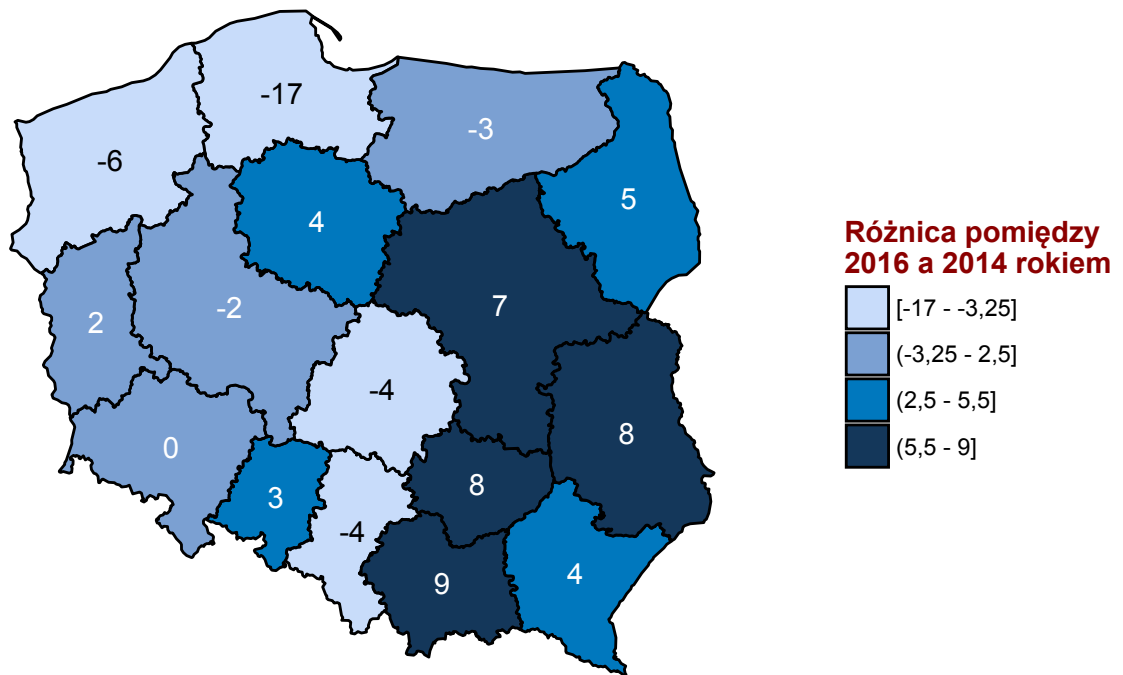 -17
-3
-6
5
4
7
-2
2
-4
8
0
8
3
-4
4
9
Różnica pomiędzy
2016 a 2014 rokiem
[-17 - -3,25]
(-3,25 - 2,5]
(2,5 - 5,5]
(5,5 - 9]